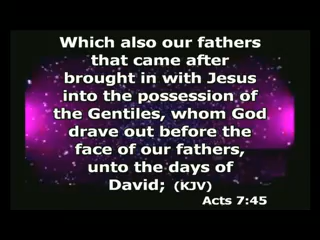 Which also our fathers
that came after
brought in with Jesus
into the possession of
the Gentiles, whom God
drave out before the
face of our fathers,
unto the days of
David; (KJV)
Acts 7:45